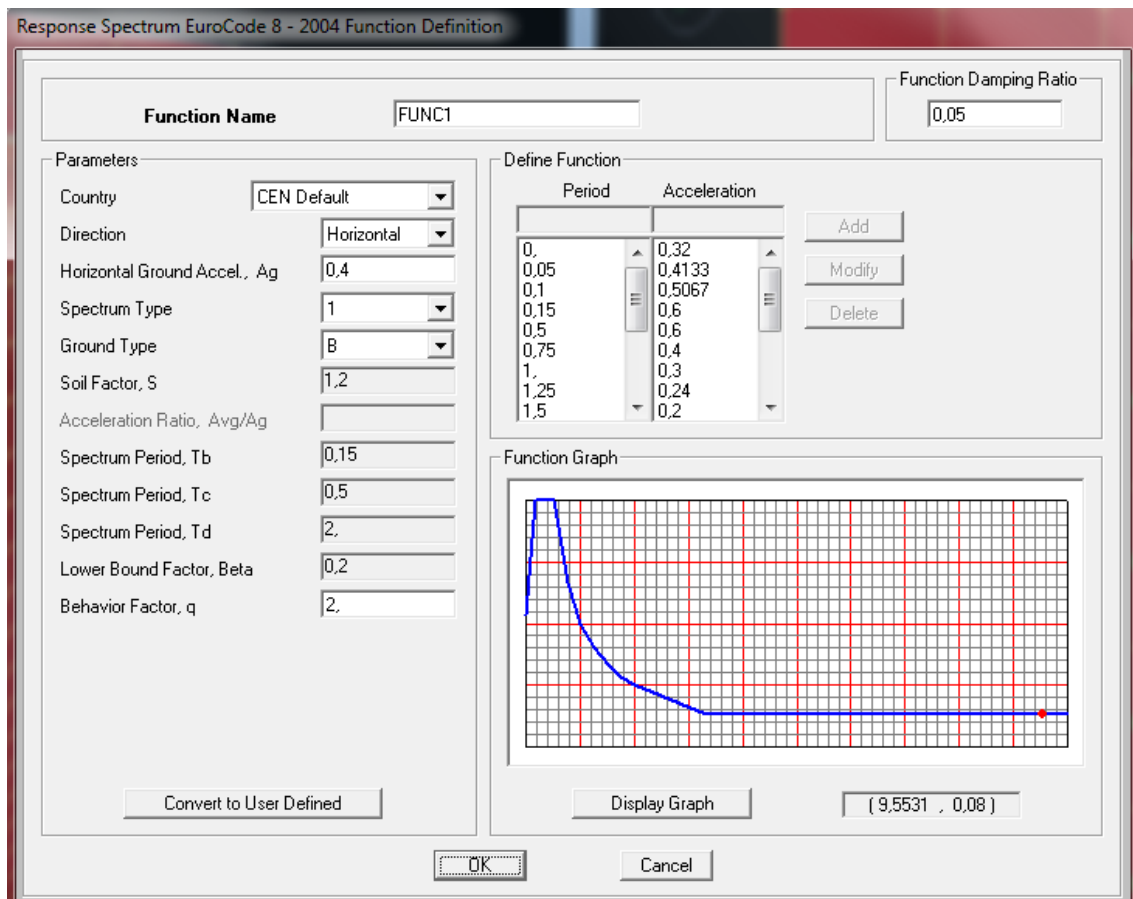 Response Spectrum EuroCode 8 - 2004 Function Definition
Function Name FUNC1
Function Damping Ratio
0,05
Parameters
Country CEN Default
Direction Horizontal
Horizontal Ground Accel., Ag 0,4
Spectrum Type 1
Ground Type B
Soil Factor, S 1,2
Acceleration Ratio, Avg/Ag
Spectrum Period, Tb 0,15
Spectrum Period, Tc 0,5
Spectrum Period, Td 2,
Lower Bound Factor, Beta 0,2
Behavior Factor, q 2,
Convert to User Defined
Define Function
Period Acceleration
0, 0,32
0,05 0,4133
0,1 0,5067
0,15 0,6
0,5 0,6
0,75 0,4
1, 0,3
1,25 0,24
1,5 0,2
Add
Modify
Delete
Function Graph
Display Graph
( 9,5531 , 0,08 )
OK
Cancel